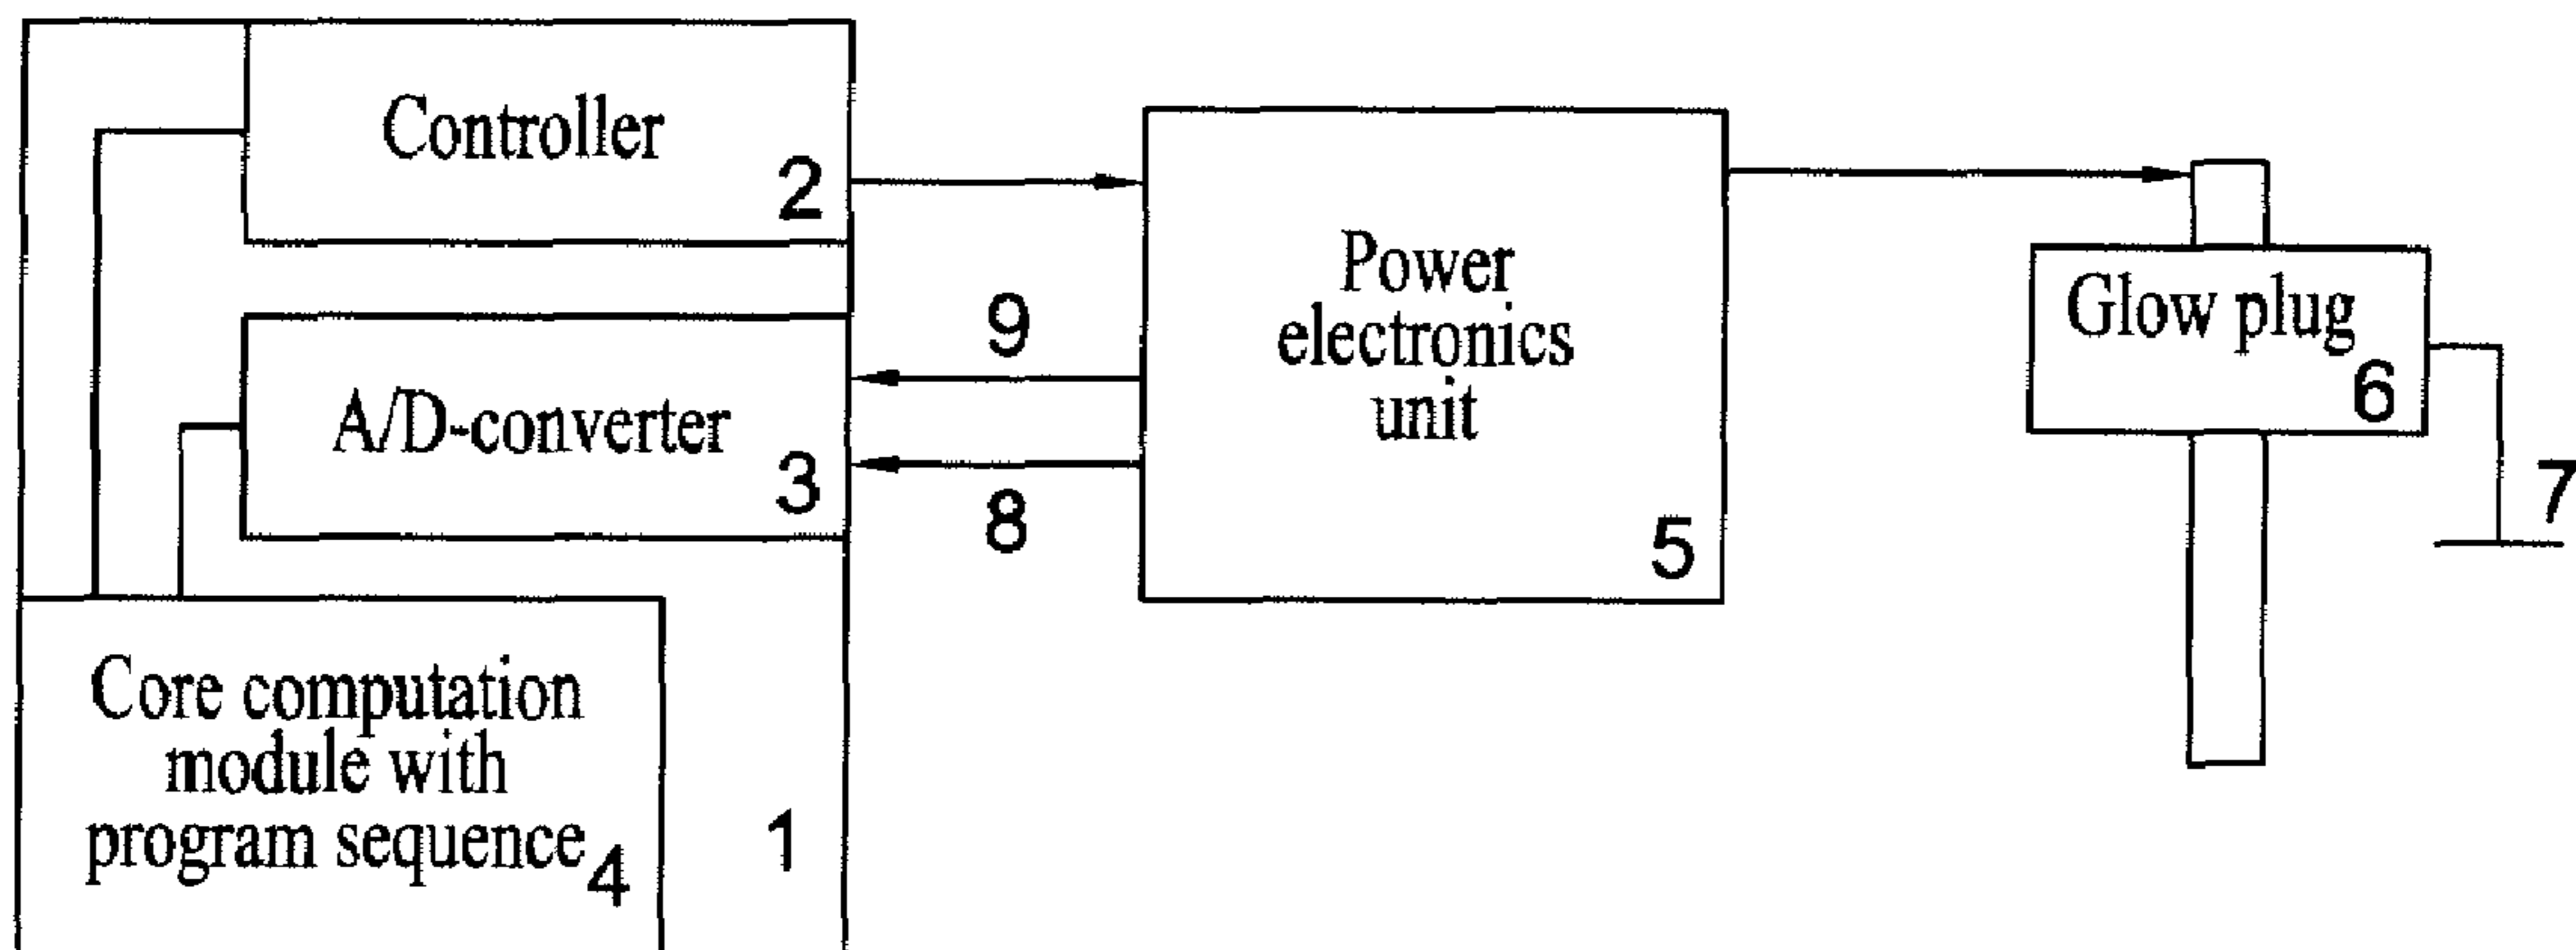 Controller
2
A/D-converter
3
Core computation
module with
program sequence
4
1
9
8
Power
electronics
unit
5
Glow plug
6
7